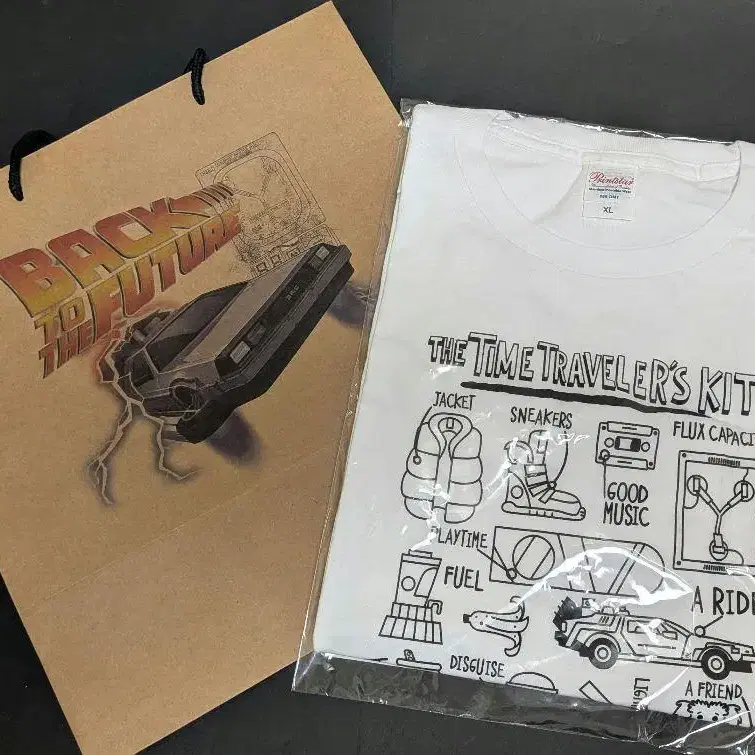 BACK
TO
THE FUTURE
Printstar
XL
THE TIME TRAVELER'S KIT
JACKET
SNEAKERS
FLUX CAPACI
GOOD
MUSIC
PLAYTIME
FUEL
A RIDE
DISGUISE
A FRIEND